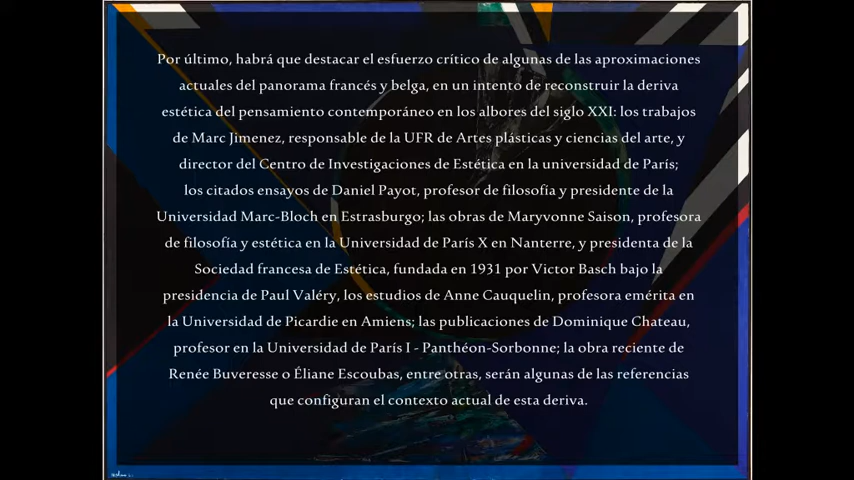 Por último, habrá que destacar el esfuerzo crítico de algunas de las aproximaciones
actuales del panorama francés y belga, en un intento de reconstruir la deriva
estética del pensamiento contemporáneo en los albores del siglo XXI: los trabajos
de Marc Jimenez, responsable de la UFR de Artes plásticas y ciencias del arte, y
director del Centro de Investigaciones de Estética en la universidad de París;
los citados ensayos de Daniel Payot, profesor de filosofía y presidente de la
Universidad Marc-Bloch en Estrasburgo; las obras de Maryvonne Saison, profesora
de filosofía y estética en la Universidad de París X en Nanterre, y presidenta de la
Sociedad francesa de Estética, fundada en 1931 por Victor Basch bajo la
presidencia de Paul Valéry, los estudios de Anne Cauquelin, profesora emérita en
la Universidad de Picardie en Amiens; las publicaciones de Dominique Chateau,
profesor en la Universidad de París I - Panthéon-Sorbonne; la obra reciente de
Renée Buveresse o Éliane Escoubas, entre otras, serán algunas de las referencias
que configuran el contexto actual de esta deriva.